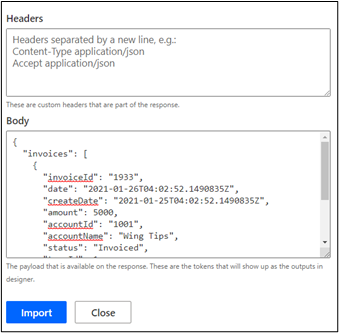 Headers
Headers separated by a new line, e.g.:
Content-Type application/json
Accept application/json
These are custom headers that are part of the response.
Body
{
"invoices": [
{
"invoiceId": "1933",
"date": "2021-01-26T04:02:52.1490835Z",
"createDate": "2021-01-25T04:02:52.1490835Z",
"amount": 5000,
"accountId": "1001",
"accountName": "Wing Tips",
"status": "Invoiced",
The payload that is available on the response. These are the tokens that will show up as the outputs in
designer.
Import
Close